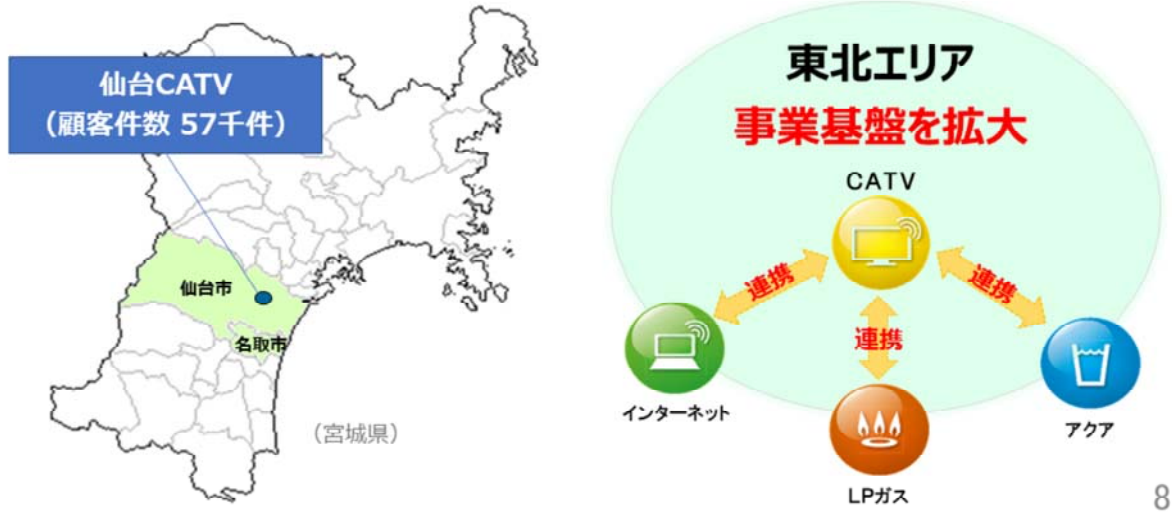 仙台CATV
（顧客件数 57千件）
仙台市
名取市
（宮城県）
東北エリア
事業基盤を拡大
CATV
連携
連携
連携
インターネット
LPガス
アクア
8